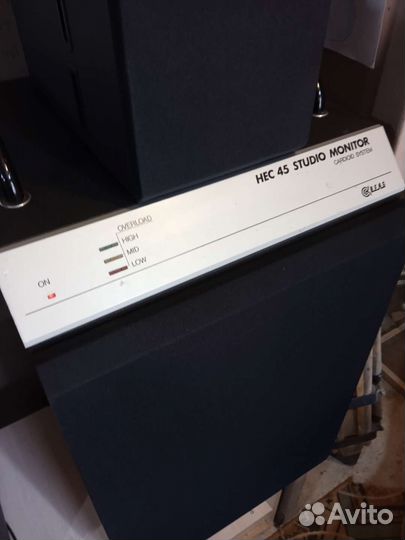 HEC 45 STUDIO MONITOR
CARDIOID SYSTEM
OVERLOAD
HIGH
MID
LOW
ON
Avito